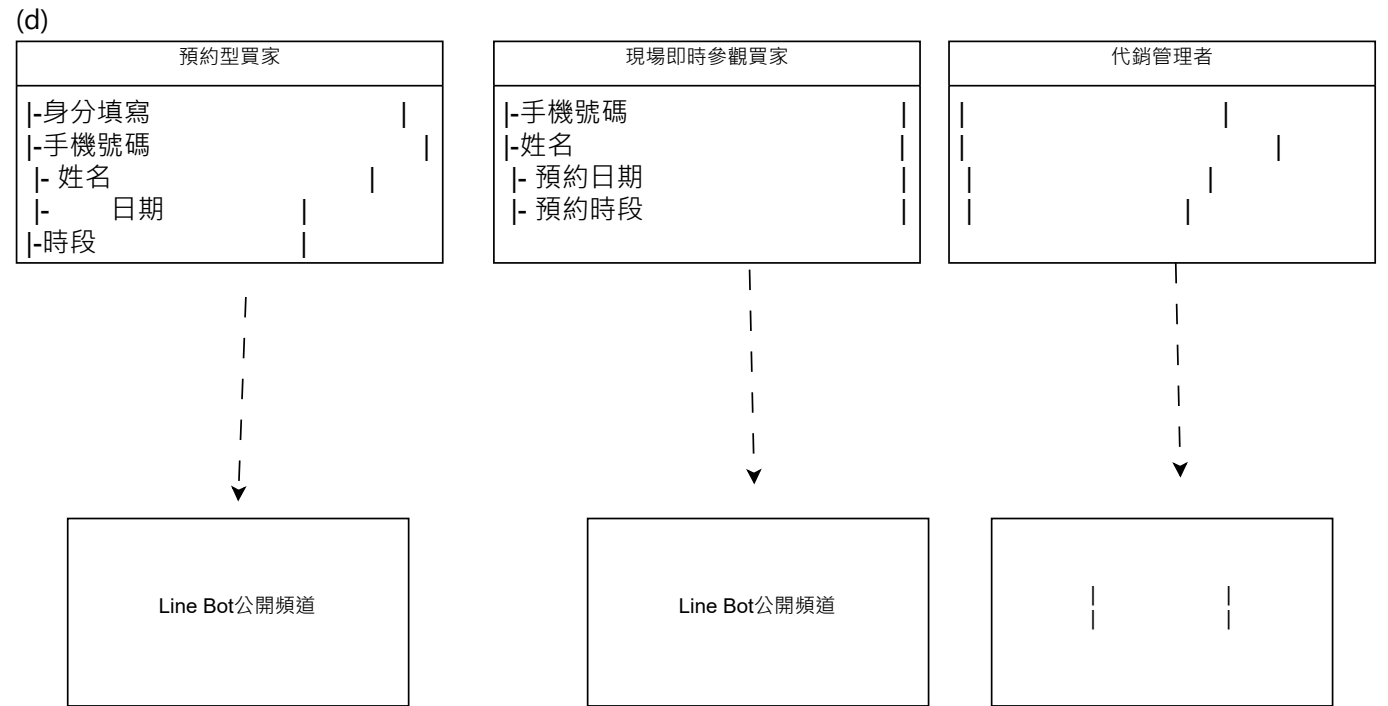 (d)
預約型買家
|-身分填寫 |
|-手機號碼 |
|- 姓名 |
|- 日期 |
|-時段 |
現場即時參觀買家
|-手機號碼 |
|-姓名 |
|- 預約日期 |
|- 預約時段 |
代銷管理者
| |
| |
| |
| |
Line Bot公開頻道
Line Bot公開頻道
| |
| |